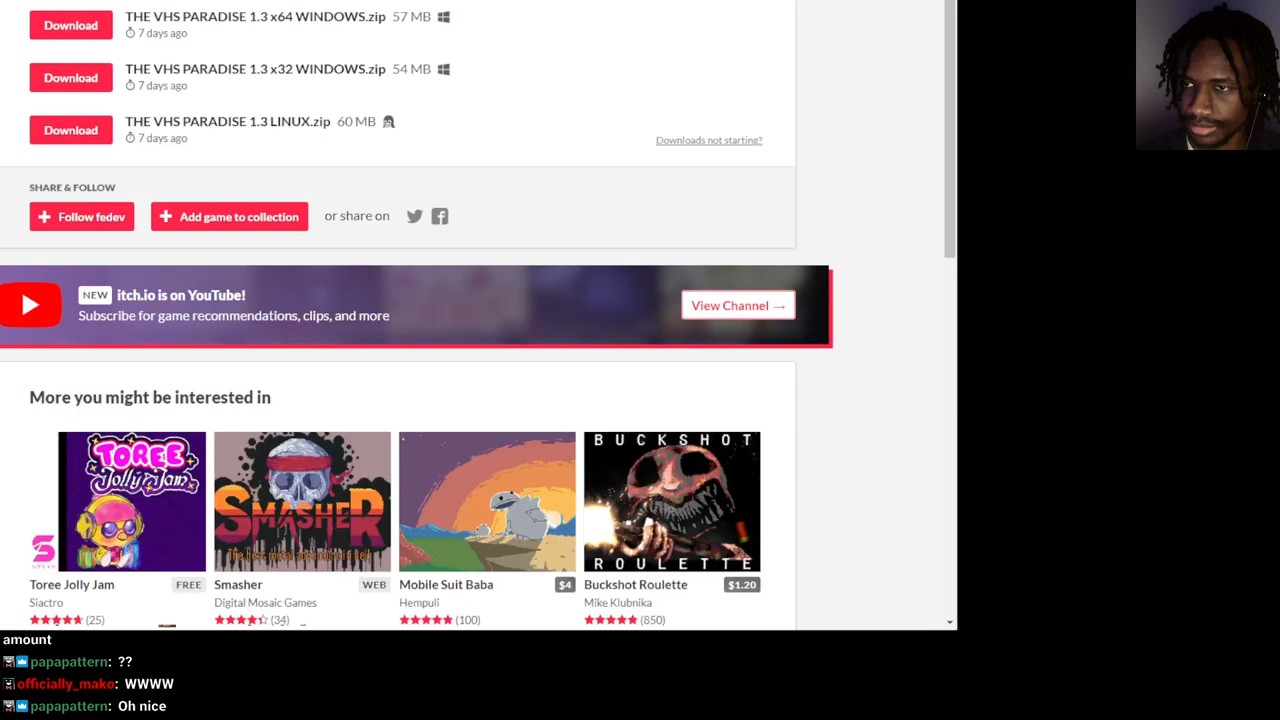 Download THE VHS PARADISE 1.3 x64 WINDOWS.zip 57 MB
7 days ago
Download THE VHS PARADISE 1.3 x32 WINDOWS.zip 54 MB
7 days ago
Download THE VHS PARADISE 1.3 LINUX.zip 60 MB
7 days ago
Downloads not starting?
SHARE & FOLLOW
Follow fedev Add game to collection or share on
NEW itch.io is on YouTube!
Subscribe for game recommendations, clips, and more
View Channel →
More you might be interested in
TOREE
Jolly Jam
SMASHER
BUCKSHOT
ROULETTE
Toree Jolly Jam FREE
Siactro
(25)
Smasher WEB
Digital Mosaic Games
(34)
Mobile Suit Baba $4
Hempuli
(100)
Buckshot Roulette $1.20
Mike Klubnika
(850)
amount
papapattern: ??
officially_mako: WWWW
papapattern: Oh nice